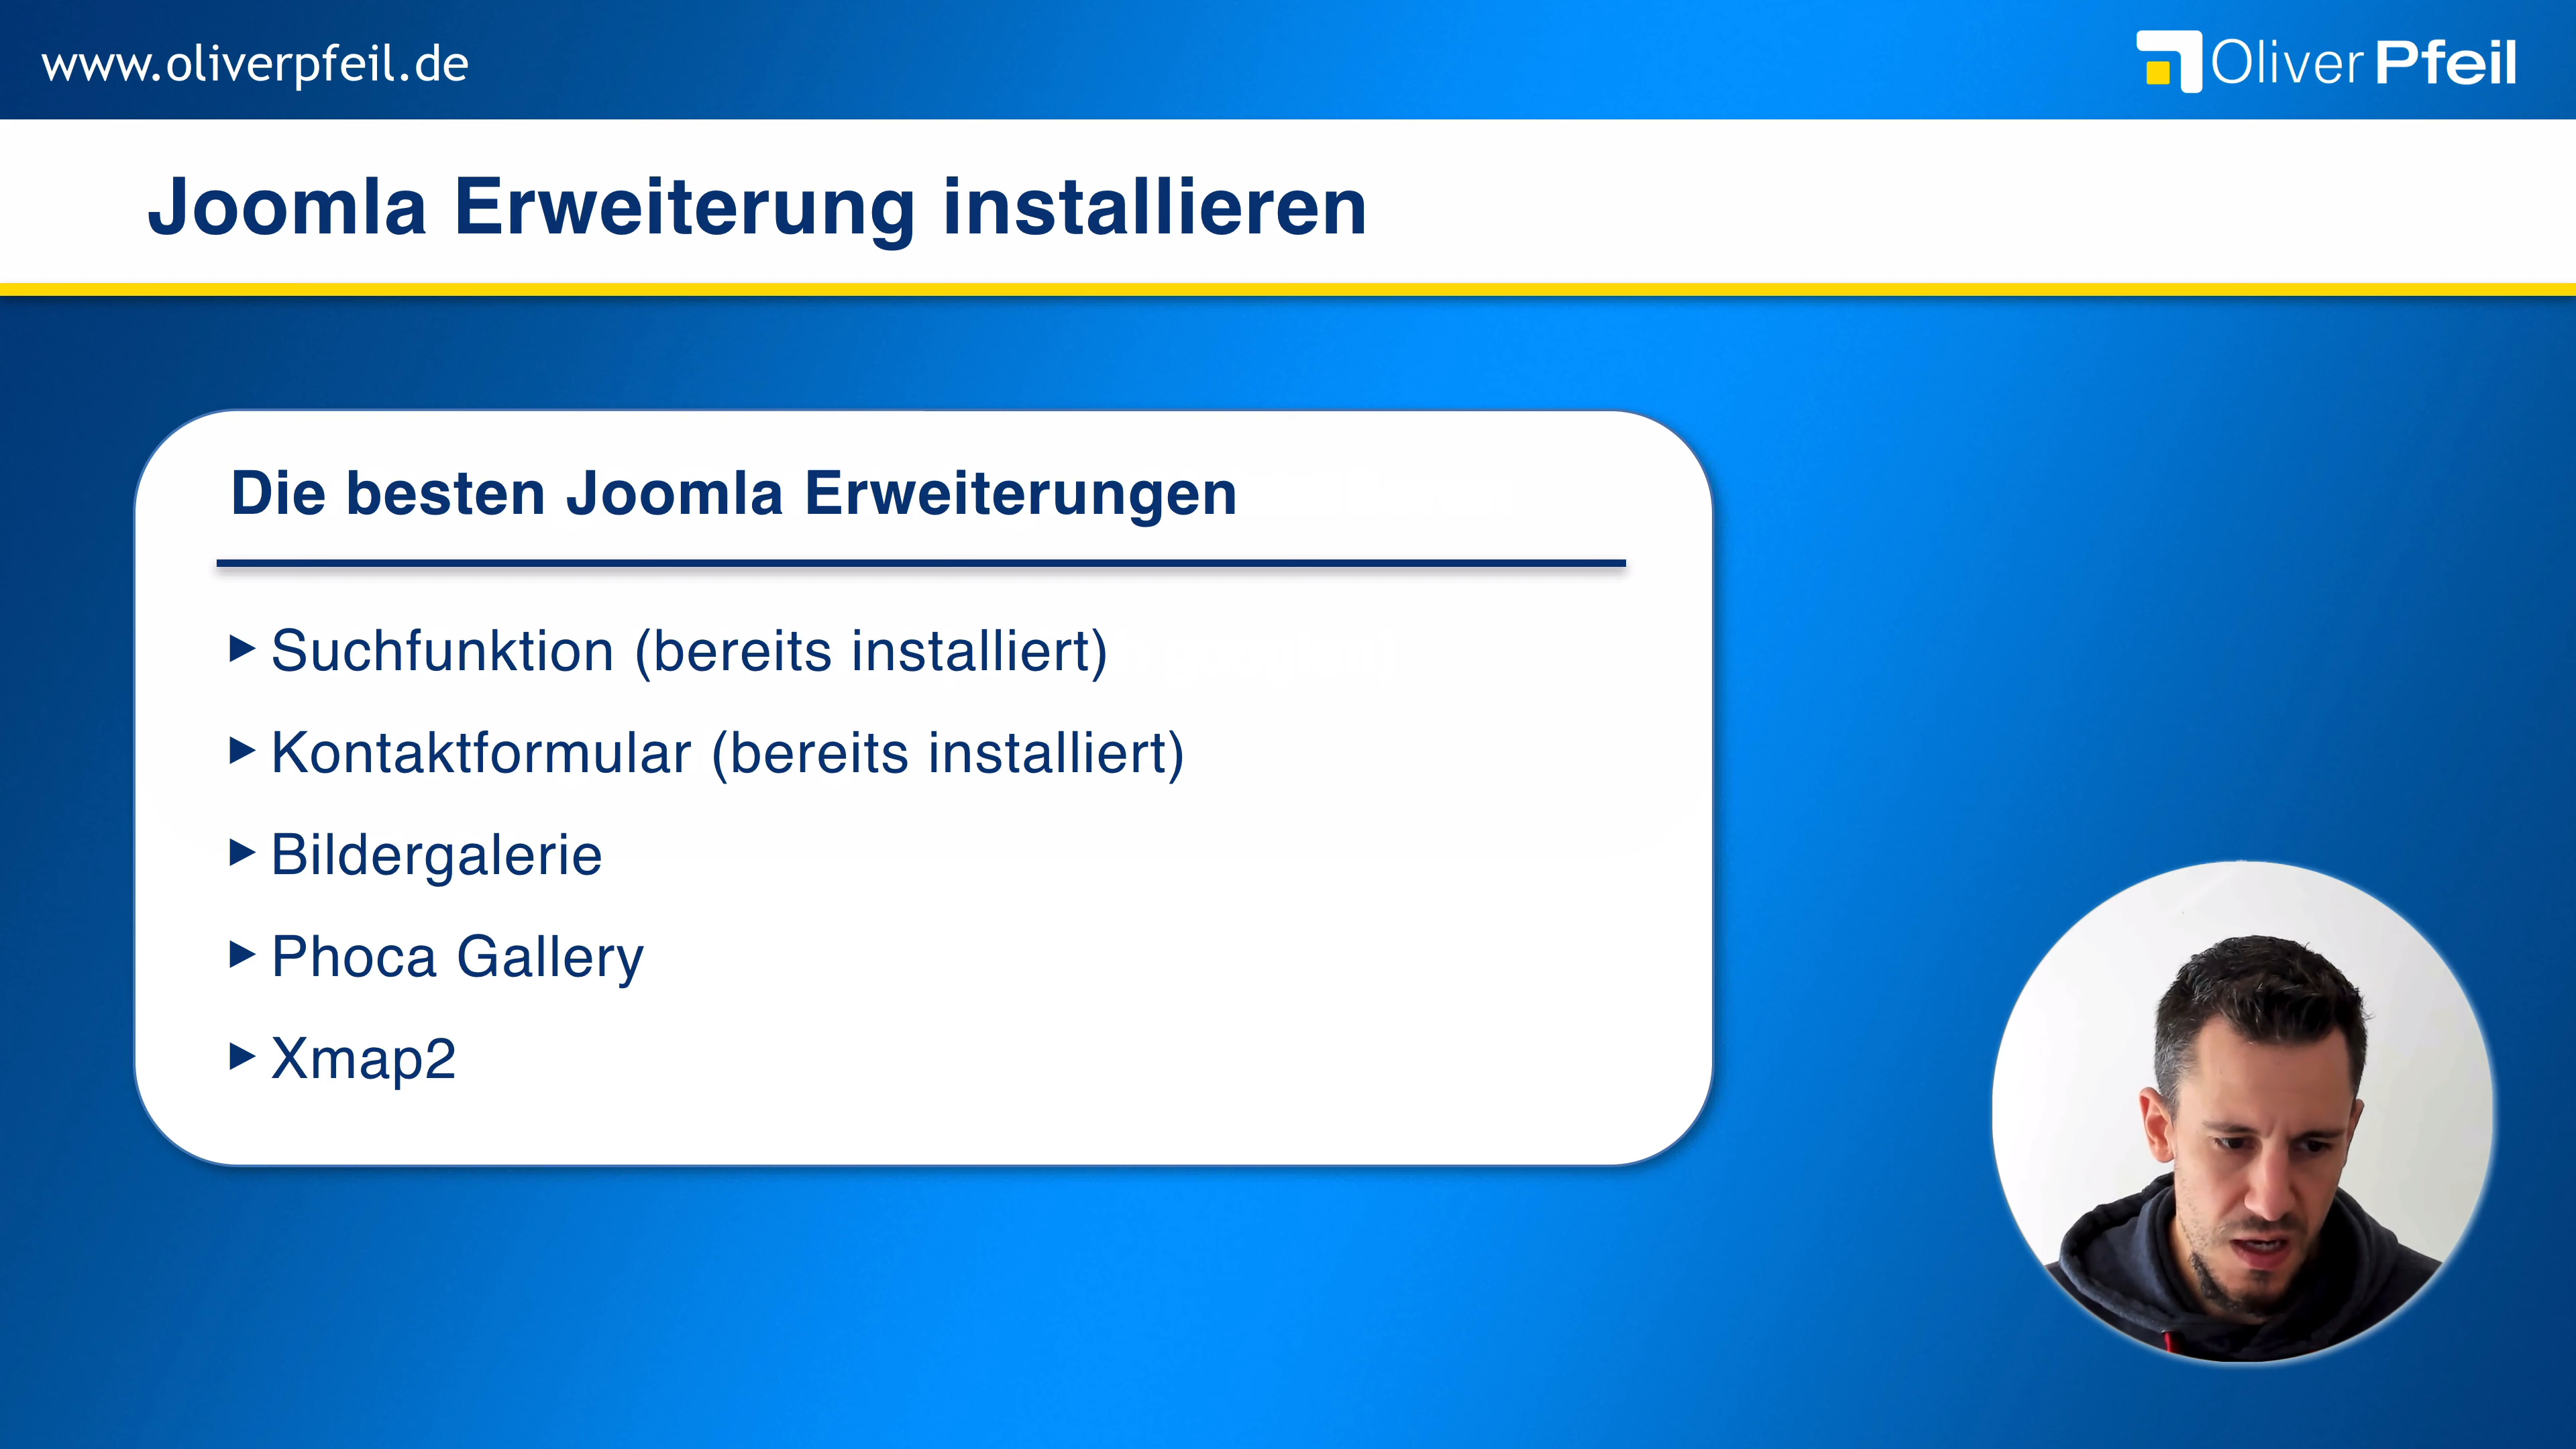 www.oliverpfeil.de
Oliver Pfeil
Joomla Erweiterung installieren
Die besten Joomla Erweiterungen
▶ Suchfunktion (bereits installiert)
▶ Kontaktformular (bereits installiert)
▶ Bildergalerie
▶ Phoca Gallery
▶ Xmap2